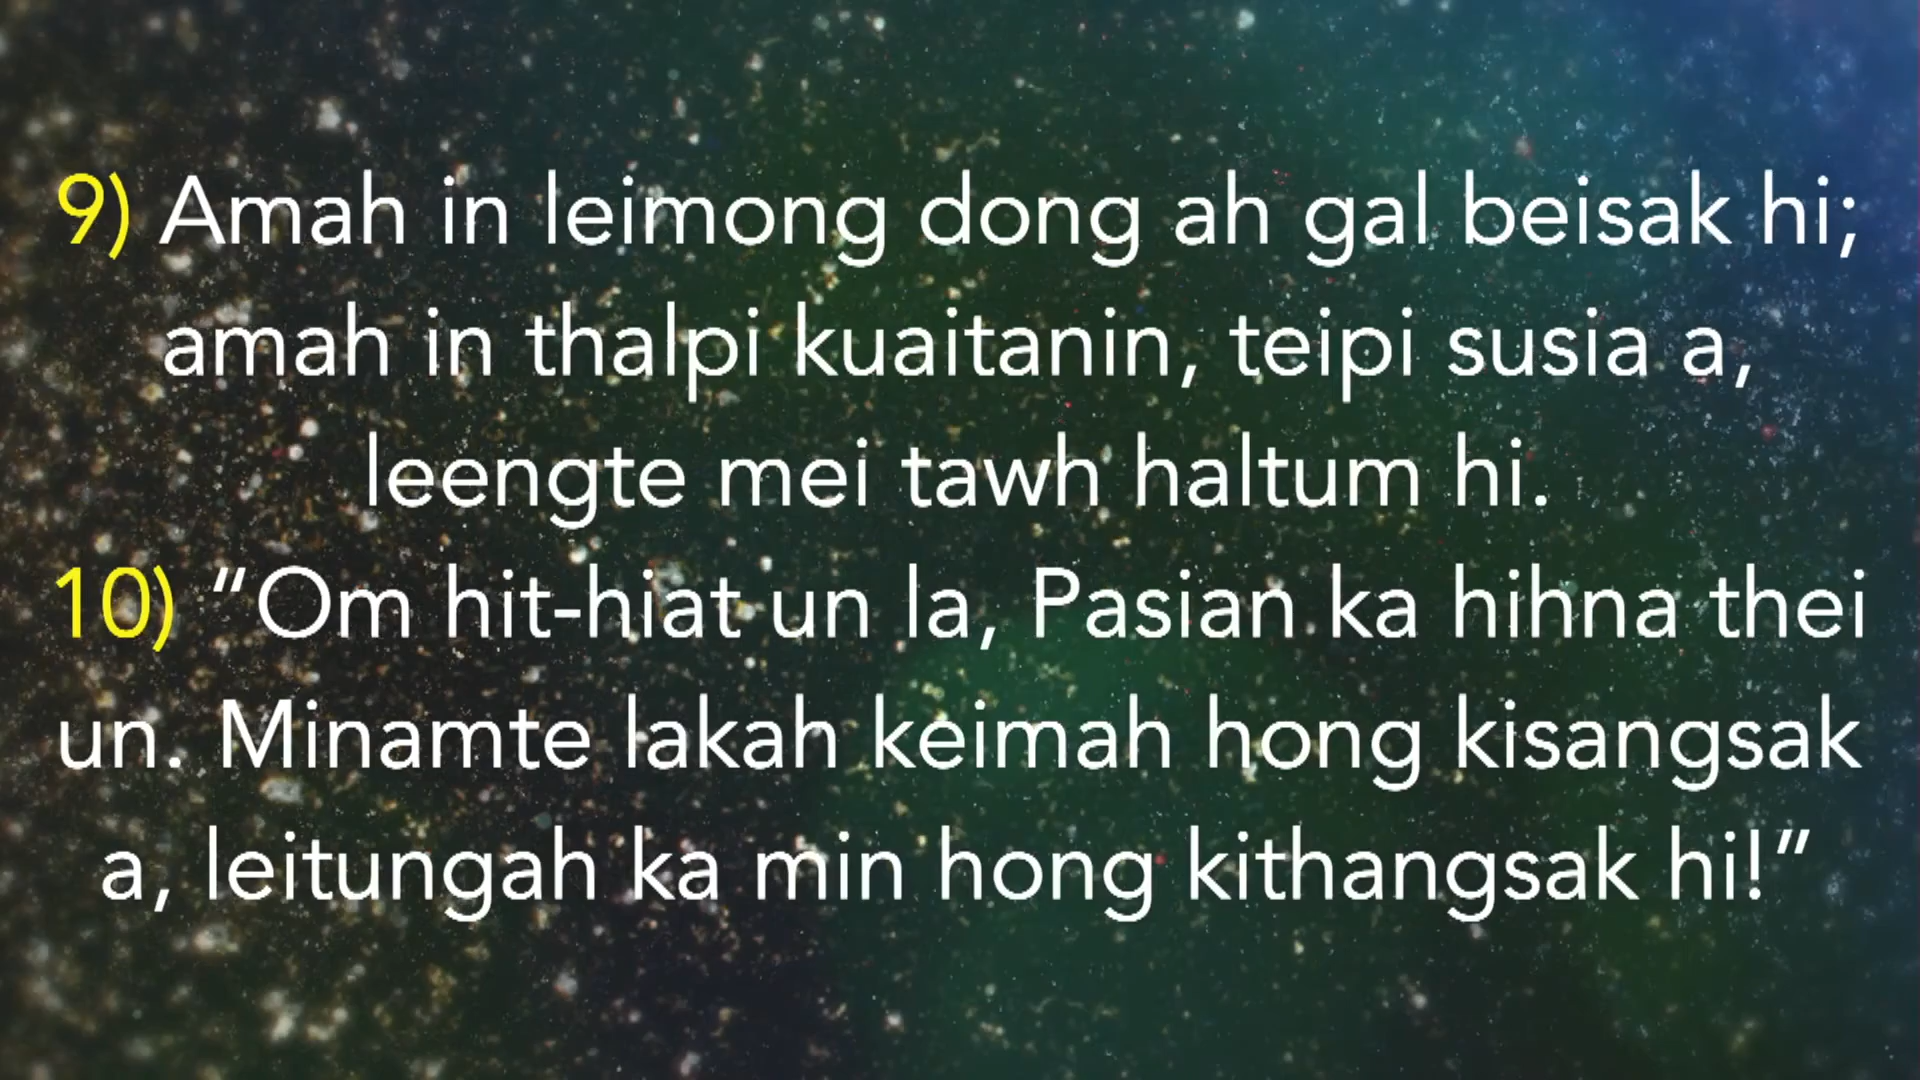 9) Amah in leimong dong ah gal beisak hi;
amah in thalpi kuaitanin, teipi susia a,
leengte mei tawh haltum hi.
10) “Om hit-hiat un la, Pasian ka hihna thei
un. Minamte lakah keimah hong kisangsak
a, leitungah ka min hong kithangsak hi!”